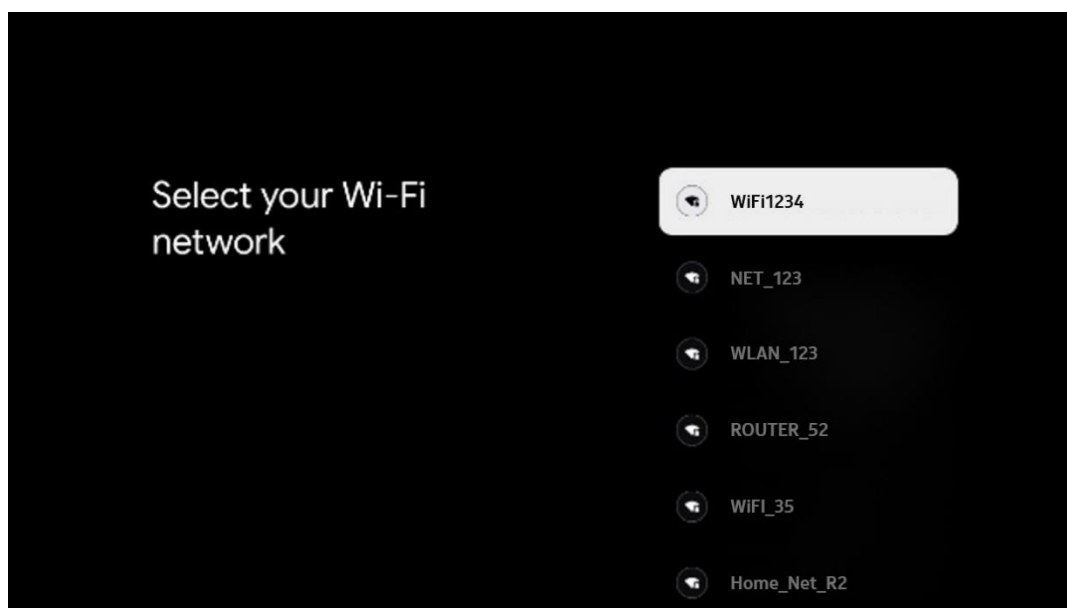 Select your Wi-Fi
network
WiFi1234
NET_123
WLAN_123
ROUTER_52
WiFI_35
Home_Net_R2